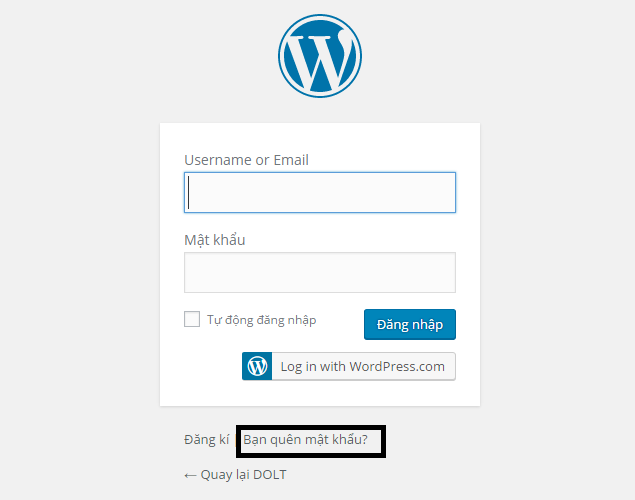 Username or Email
Mật khẩu
Tự động đăng nhập
Đăng nhập
Log in with WordPress.com
Đăng kí
Bạn quên mật khẩu?
← Quay lại DOLT